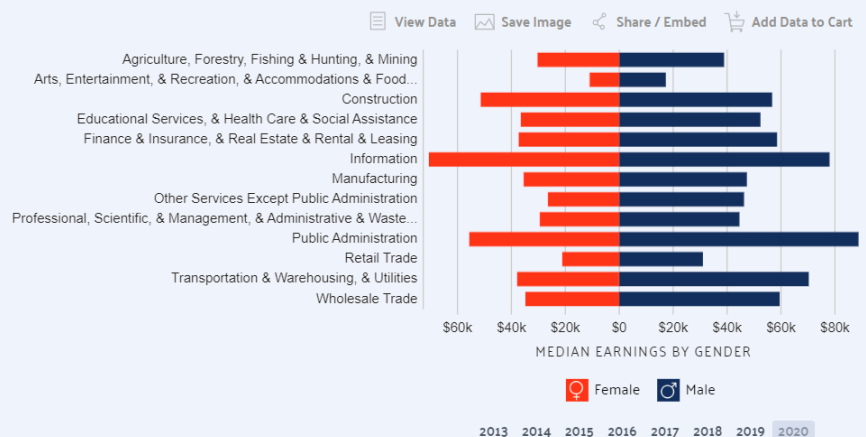 View Data Save Image Share / Embed Add Data to Cart
Agriculture, Forestry, Fishing & Hunting, & Mining
Arts, Entertainment, & Recreation, & Accommodations & Food...
Construction
Educational Services, & Health Care & Social Assistance
Finance & Insurance, & Real Estate & Rental & Leasing
Information
Manufacturing
Other Services Except Public Administration
Professional, Scientific, & Management, & Administrative & Waste...
Public Administration
Retail Trade
Transportation & Warehousing, & Utilities
Wholesale Trade
$60k $40k $20k $0 $20k $40k $60k $80k
MEDIAN EARNINGS BY GENDER
Female Male
2013 2014 2015 2016 2017 2018 2019 2020